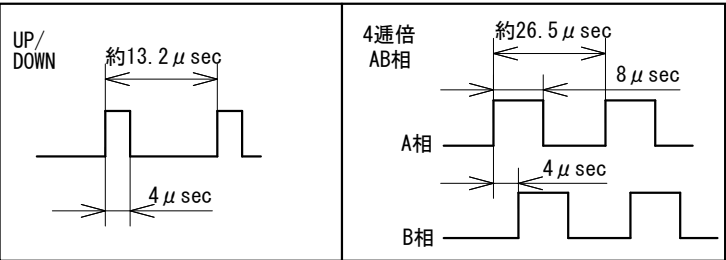 UP/
DOWN
約13.2μsec
4μsec
4逓倍
AB相
約26.5μsec
8μsec
A相
4μsec
B相